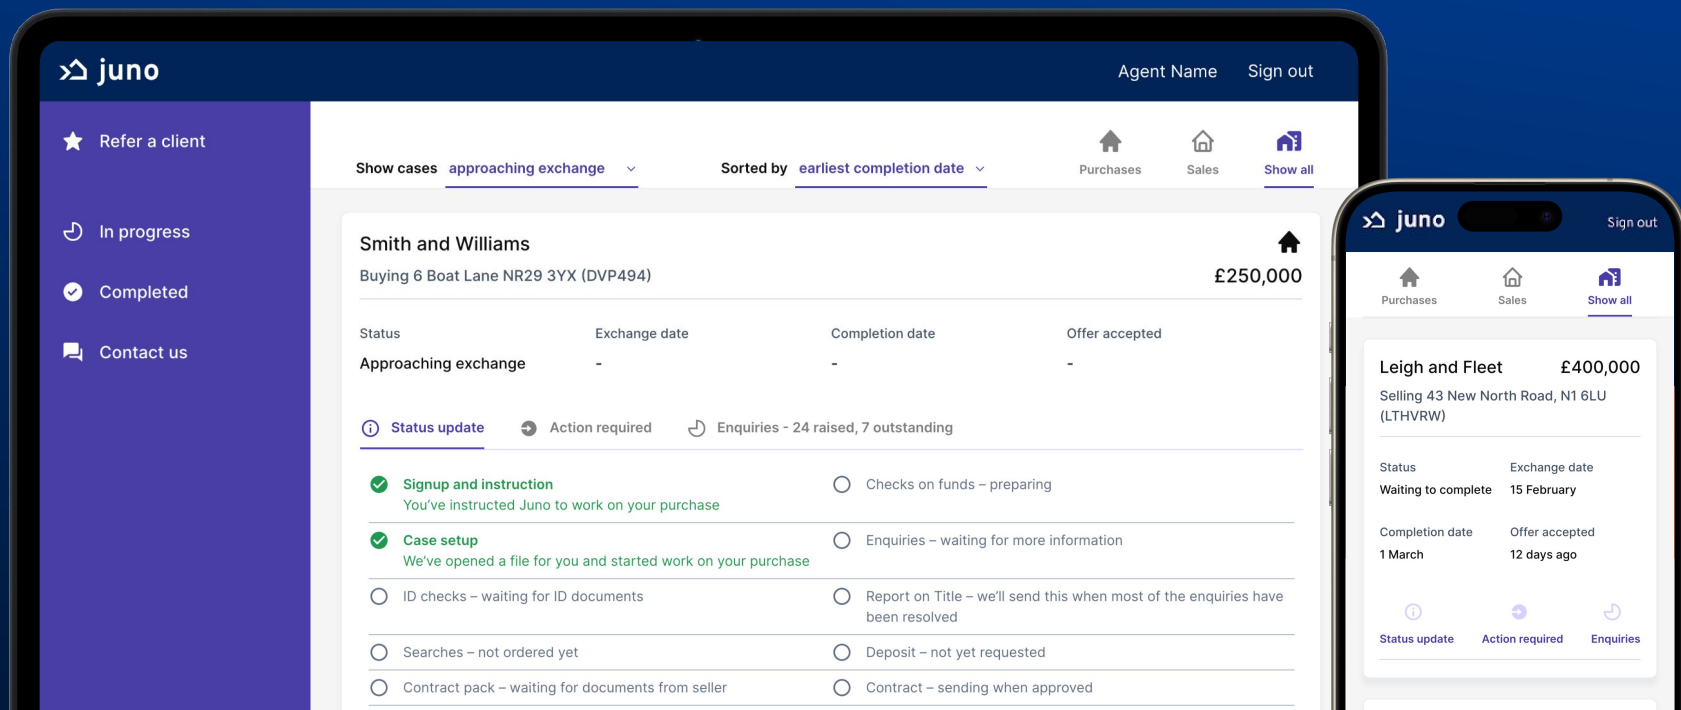 juno
Agent Name Sign out
Refer a client
In progress
Completed
Contact us
Show cases approaching exchange
Sorted by earliest completion date
Purchases Sales Show all
Smith and Williams
Buying 6 Boat Lane NR29 3YX (DVP494)
£250,000
Status Exchange date Completion date Offer accepted
Approaching exchange - - -
Status update Action required Enquiries - 24 raised, 7 outstanding
Signup and instruction
You've instructed Juno to work on your purchase
Case setup
We've opened a file for you and started work on your purchase
ID checks – waiting for ID documents
Searches – not ordered yet
Contract pack – waiting for documents from seller
Checks on funds – preparing
Enquiries – waiting for more information
Report on Title – we'll send this when most of the enquiries have
been resolved
Deposit – not yet requested
Contract – sending when approved
juno
Sign out
Purchases Sales Show all
Leigh and Fleet £400,000
Selling 43 New North Road, N1 6LU
(LTHVRW)
Status Exchange date
Waiting to complete 15 February
Completion date Offer accepted
1 March 12 days ago
Status update Action required Enquiries